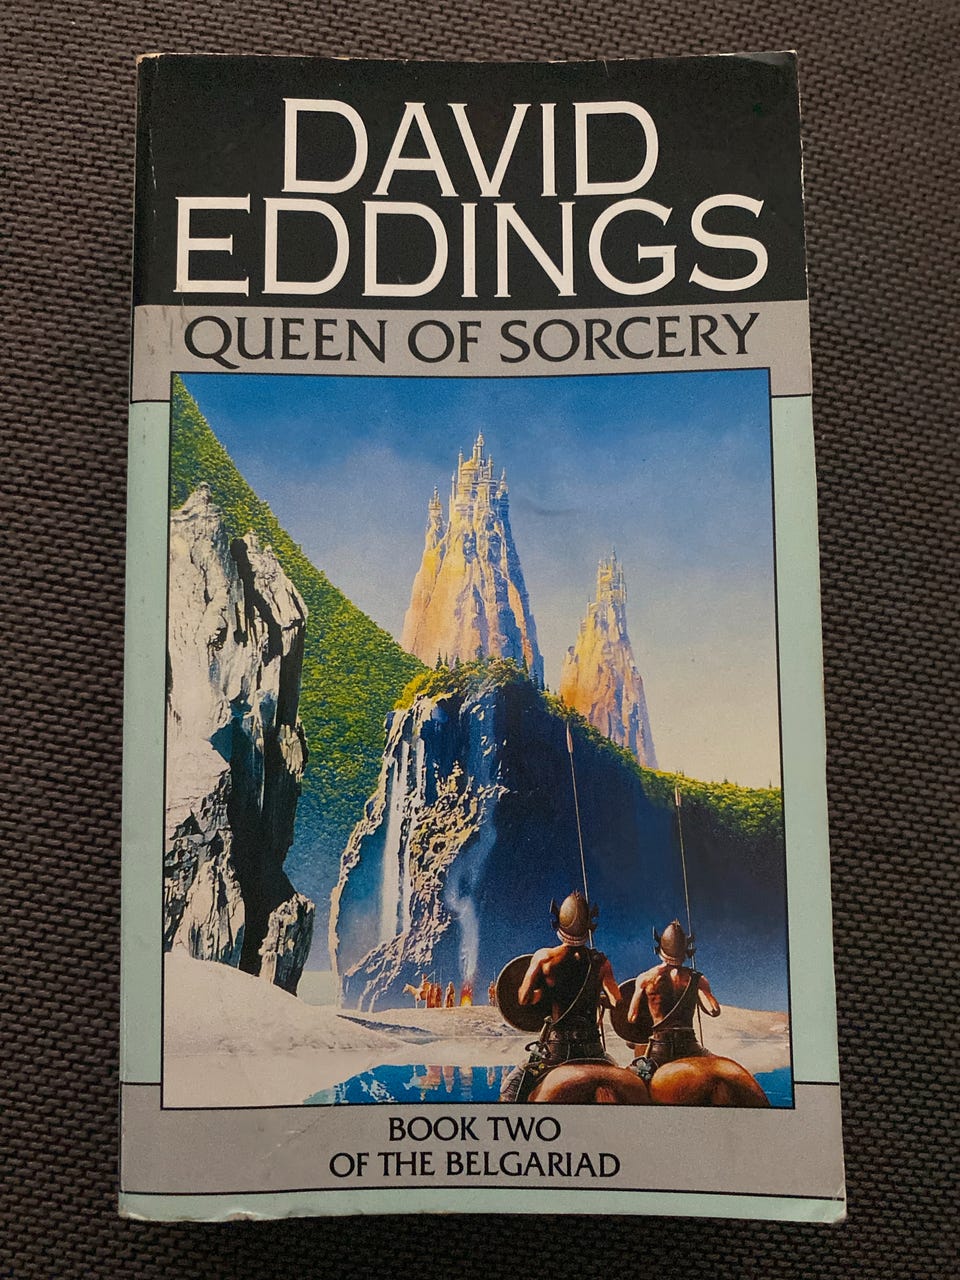 DAVID
EDDINGS
QUEEN OF SORCERY
BOOK TWO
OF THE BELGARIAD